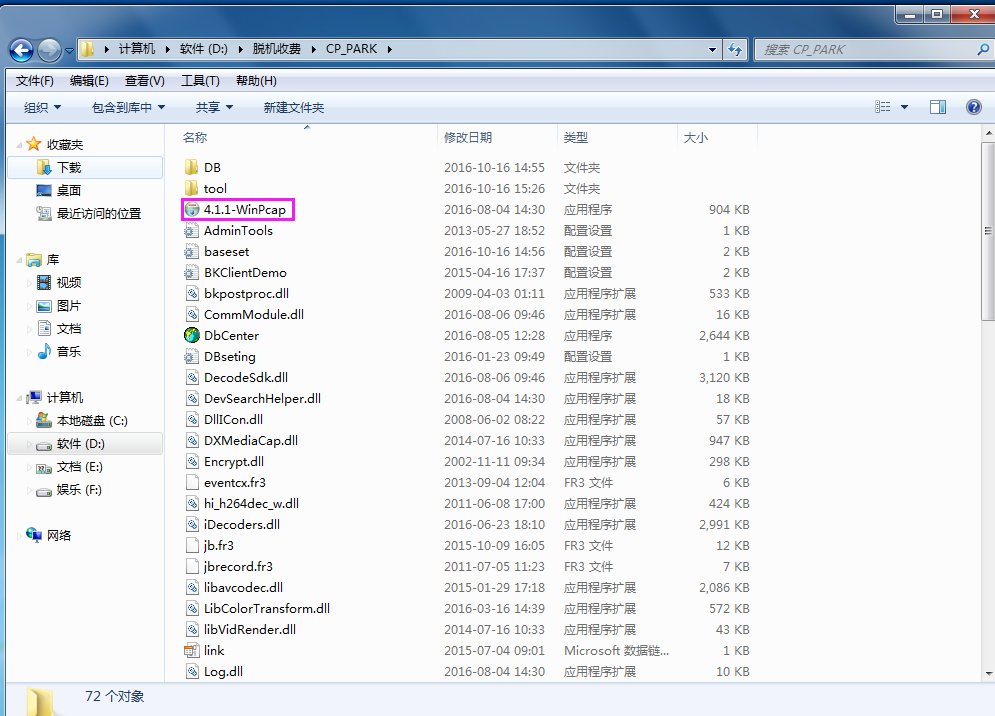 计算机 软件 (D:) 脱机收费 CP_PARK 搜索 CP_PARK
文件(F) 编辑(E) 查看(V) 工具(T) 帮助(H)
组织 包含到库中 共享 新建文件夹
收藏夹
下载
桌面
最近访问的位置
库
视频
图片
文档
音乐
计算机
本地磁盘 (C:)
软件 (D:)
文档 (E:)
娱乐 (F:)
网络
名称 修改日期 类型 大小
DB 2016-10-16 14:55 文件夹
tool 2016-10-16 15:26 文件夹
4.1.1-WinPcap 2016-08-04 14:30 应用程序 904 KB
AdminTools 2013-05-27 18:52 配置设置 1 KB
baseset 2016-10-16 14:56 配置设置 2 KB
BKClientDemo 2015-04-16 17:37 配置设置 2 KB
bkpostproc.dll 2009-04-03 01:11 应用程序扩展 533 KB
CommModule.dll 2016-08-06 09:46 应用程序扩展 16 KB
DbCenter 2016-08-05 12:28 应用程序 2,644 KB
DBseting 2016-01-23 09:49 配置设置 1 KB
DecodeSdk.dll 2016-08-06 09:46 应用程序扩展 3,120 KB
DevSearchHelper.dll 2016-08-04 14:30 应用程序扩展 18 KB
DllICon.dll 2008-06-02 08:22 应用程序扩展 57 KB
DXMediaCap.dll 2014-07-16 10:33 应用程序扩展 947 KB
Encrypt.dll 2002-11-11 09:34 应用程序扩展 298 KB
eventcx.fr3 2013-09-04 12:04 FR3 文件 6 KB
hi_h264dec_w.dll 2011-06-08 17:00 应用程序扩展 424 KB
iDecoders.dll 2016-06-23 18:10 应用程序扩展 2,991 KB
jb.fr3 2015-10-09 16:05 FR3 文件 12 KB
jbrecord.fr3 2011-07-05 11:23 FR3 文件 7 KB
libavcodec.dll 2015-01-29 17:18 应用程序扩展 2,086 KB
LibColorTransform.dll 2016-03-16 14:39 应用程序扩展 572 KB
libVidRender.dll 2014-07-16 10:33 应用程序扩展 43 KB
link 2015-07-04 09:01 Microsoft 数据链... 1 KB
Log.dll 2016-08-04 14:30 应用程序扩展 10 KB
72 个对象